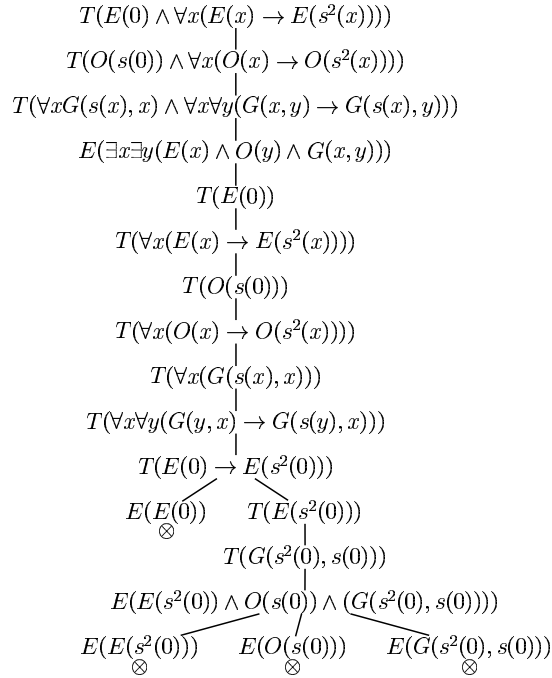 T(E(0) ∧ ∀x(E(x) → E(s²(x))))
T(O(s(0)) ∧ ∀x(O(x) → O(s²(x))))
T(∀xG(s(x), x) ∧ ∀x∀y(G(x, y) → G(s(x), y)))
E(∃x∃y(E(x) ∧ O(y) ∧ G(x, y)))
T(E(0))
T(∀x(E(x) → E(s²(x))))
T(O(s(0)))
T(∀x(O(x) → O(s²(x))))
T(∀x(G(s(x), x)))
T(∀x∀y(G(y, x) → G(s(y), x)))
T(E(0) → E(s²(0)))
E(E(0)) T(E(s²(0)))
⊗
T(G(s²(0), s(0)))
E(E(s²(0)) ∧ O(s(0)) ∧ (G(s²(0), s(0))))
E(E(s²(0))) E(O(s(0))) E(G(s²(0), s(0)))
⊗ ⊗ ⊗